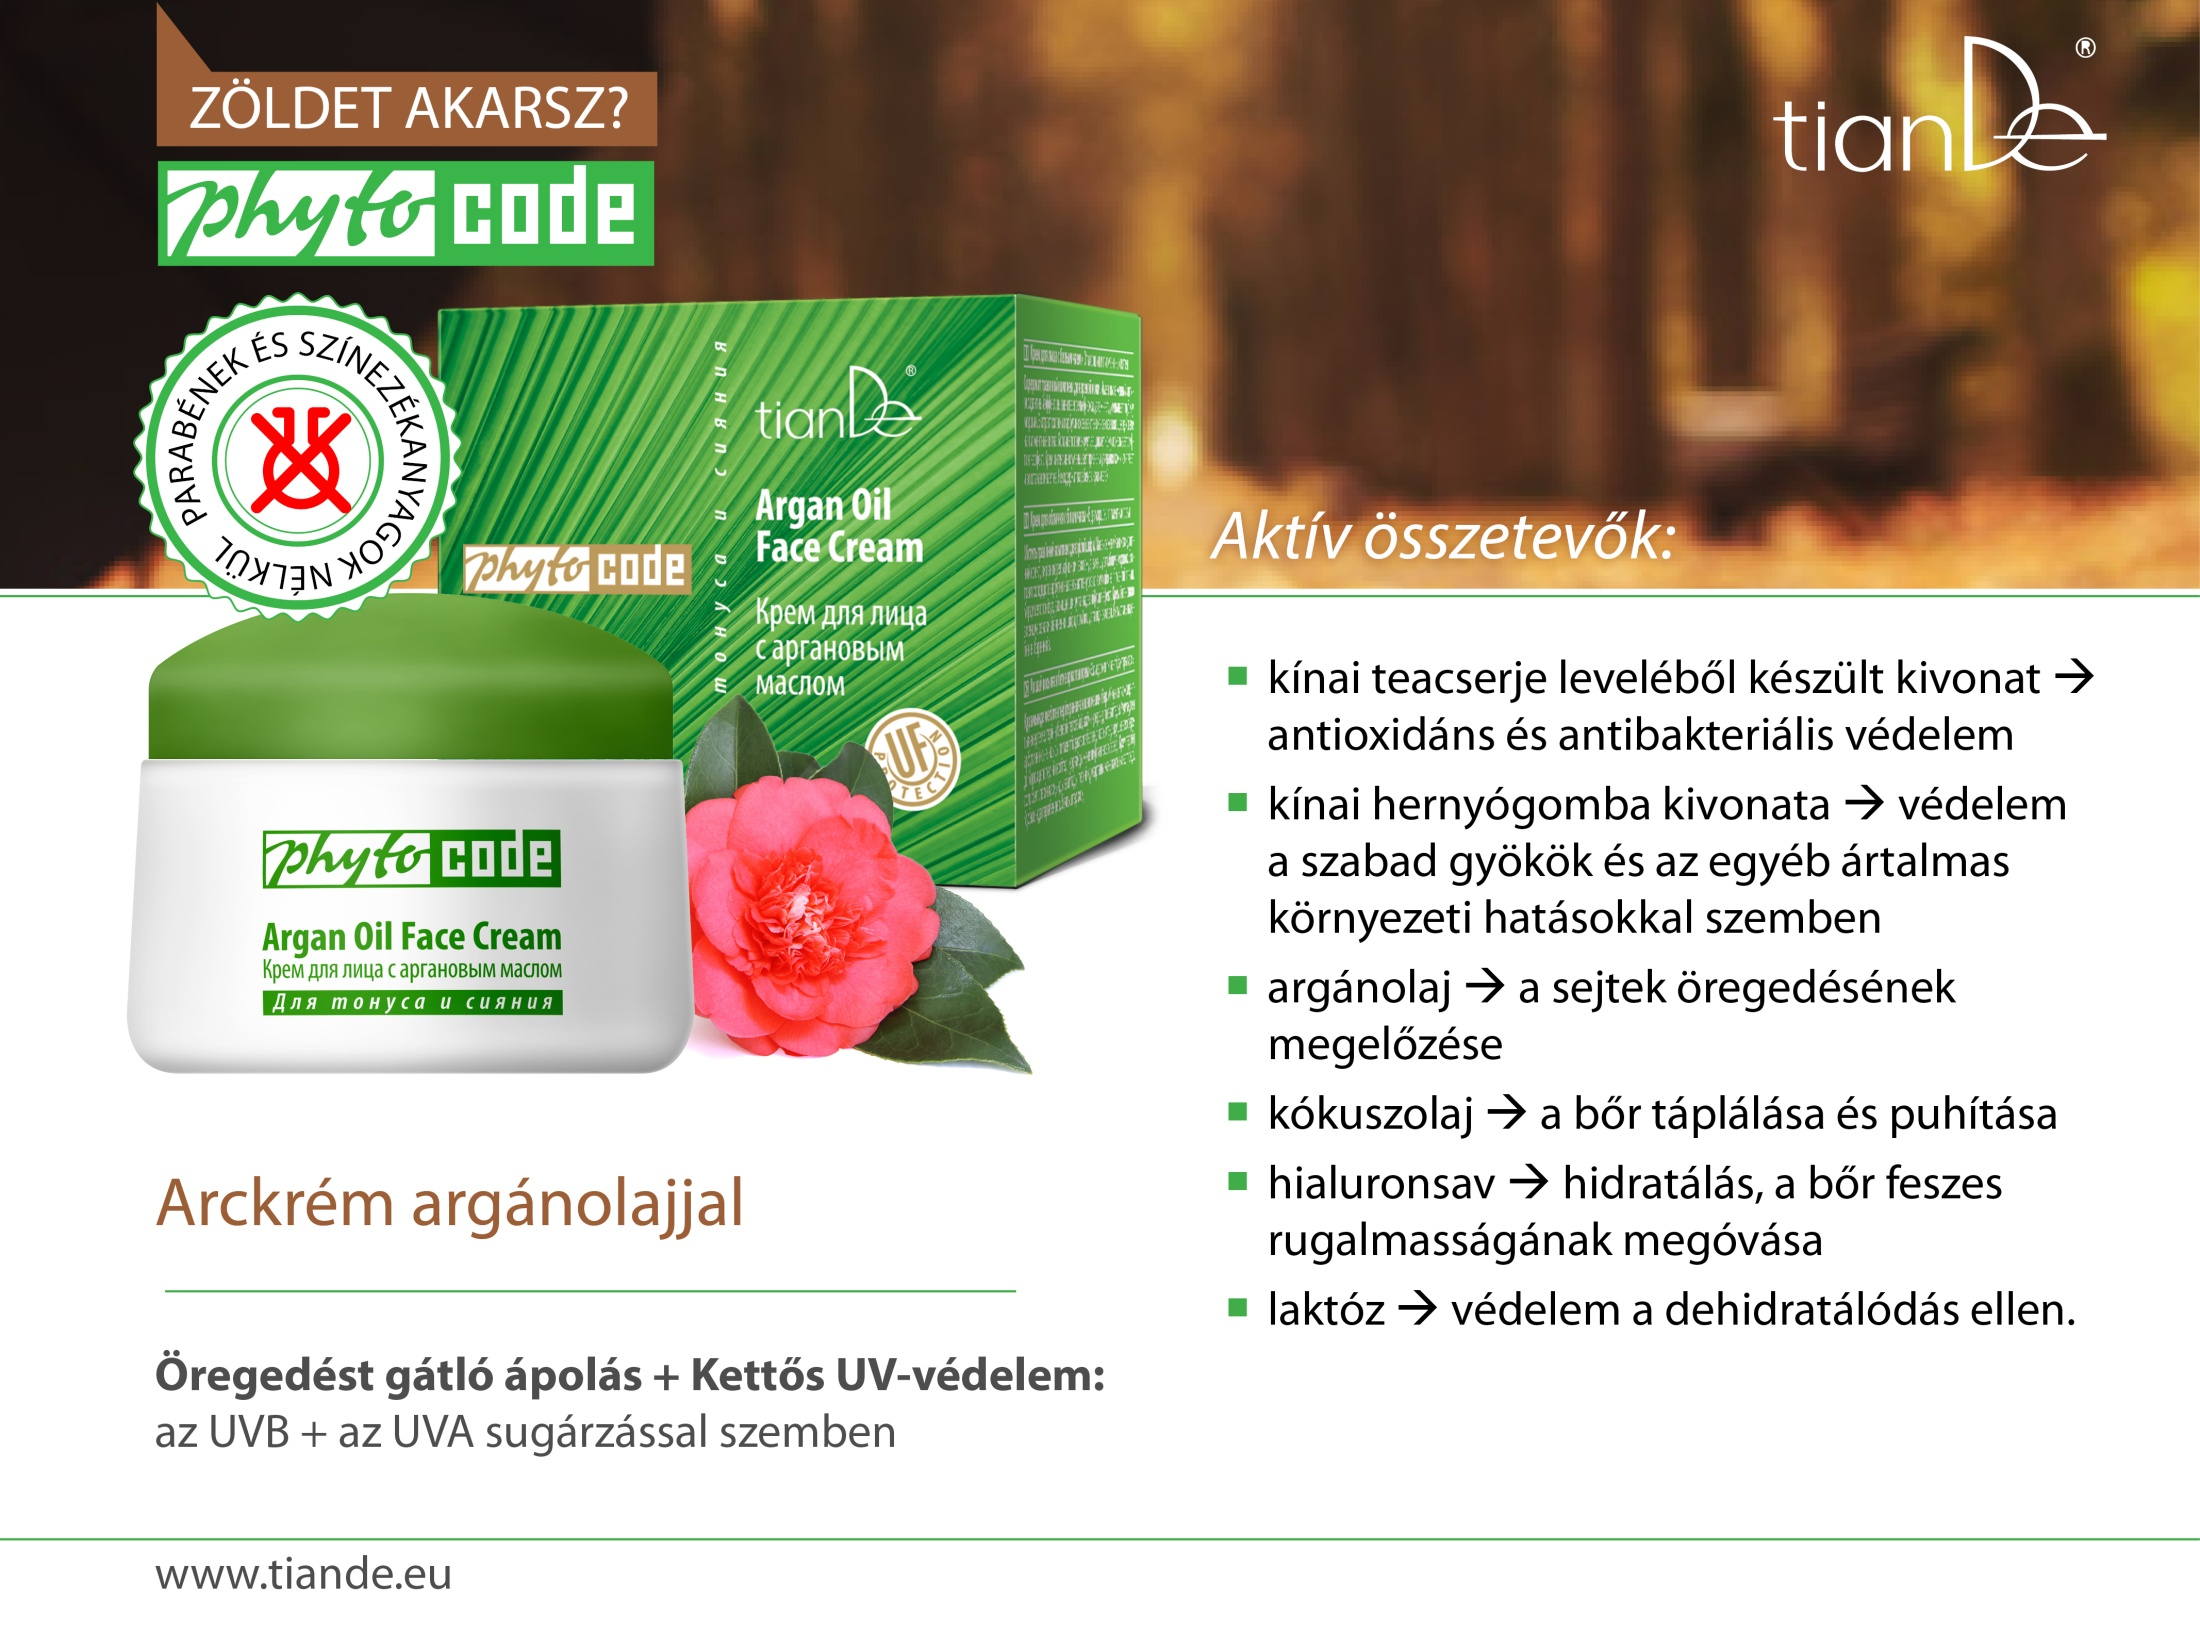 ZÖLDET AKARSZ?
phyto code
tianDe®
PARABÉNEK ÉS SZÍNEZÉKANYAGOK NÉLKÜL
тонуса и сияния
tianDe®
Argan Oil
Face Cream
phyto code
Крем для лица
с аргановым
маслом
UF
PROTECTION
phyto code
Argan Oil Face Cream
Крем для лица с аргановым маслом
Для тонуса и сияния
Arckrém argánolajjal
Öregedést gátló ápolás + Kettős UV-védelem:
az UVB + az UVA sugárzással szemben
Aktív összetevők:
▪ kínai teacserje leveléből készült kivonat →
antioxidáns és antibakteriális védelem
▪ kínai hernyógomba kivonata → védelem
a szabad gyökök és az egyéb ártalmas
környezeti hatásokkal szemben
▪ argánolaj → a sejtek öregedésének
megelőzése
▪ kókuszolaj → a bőr táplálása és puhítása
▪ hialuronsav → hidratálás, a bőr feszes
rugalmasságának megóvása
▪ laktóz → védelem a dehidratálódás ellen.
www.tiande.eu